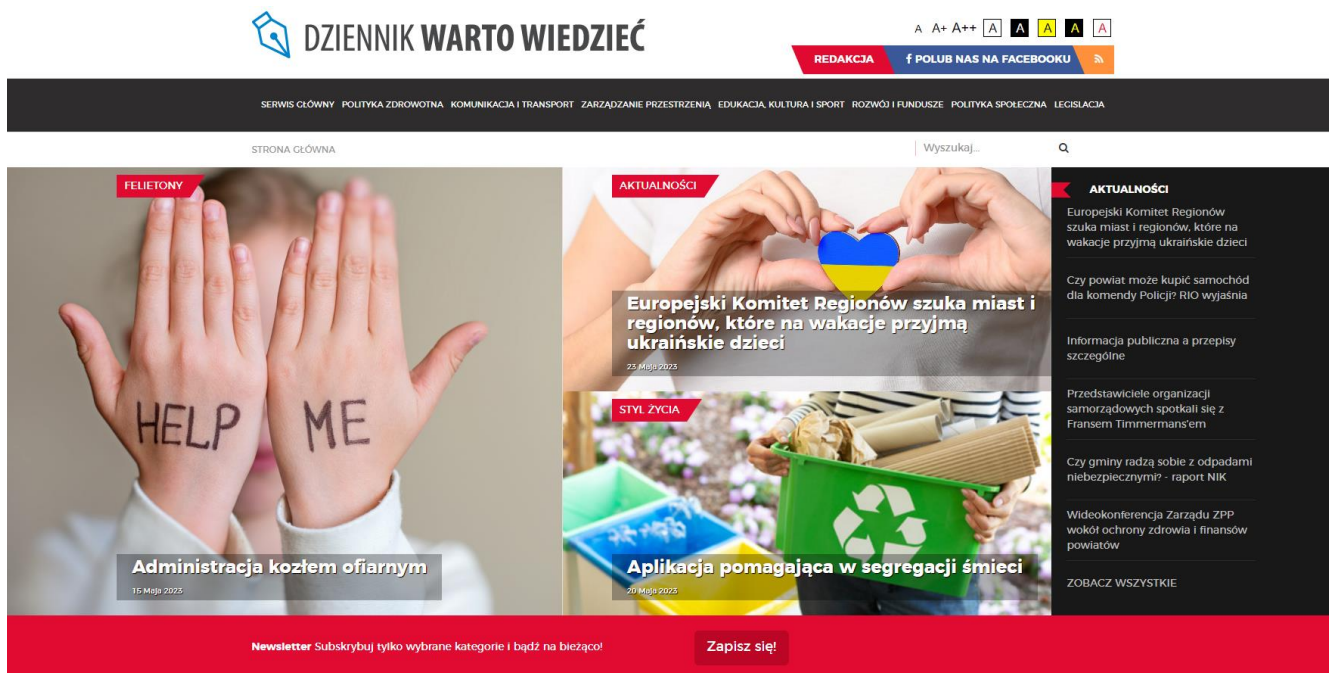 DZIENNIK WARTO WIEDZIEĆ
A A+ A++ A A A A A
REDAKCJA
f POLUB NAS NA FACEBOOKU
SERWIS GŁÓWNY POLITYKA ZDROWOTNA KOMUNIKACJA I TRANSPORT ZARZĄDZANIE PRZESTRZENIĄ EDUKACJA, KULTURA I SPORT ROZWÓJ I FUNDUSZE POLITYKA SPOŁECZNA LEGISLACJA
STRONA GŁÓWNA
Wyszukaj...
FELIETONY
HELP ME
Administracja kozłem ofiarnym
15 Maja 2023
AKTUALNOŚCI
Europejski Komitet Regionów szuka miast i
regionów, które na wakacje przyjmą
ukraińskie dzieci
23 Maja 2023
STYL ŻYCIA
Aplikacja pomagająca w segregacji śmieci
20 Maja 2023
AKTUALNOŚCI
Europejski Komitet Regionów
szuka miast i regionów, które na
wakacje przyjmą ukraińskie dzieci
Czy powiat może kupić samochód
dla komendy Policji? RIO wyjaśnia
Informacja publiczna a przepisy
szczególne
Przedstawiciele organizacji
samorządowych spotkali się z
Fransem Timmermans'em
Czy gminy radzą sobie z odpadami
niebezpiecznymi? - raport NIK
Wideokonferencja Zarządu ZPP
wokół ochrony zdrowia i finansów
powiatów
ZOBACZ WSZYSTKIE
Newsletter Subskrybuj tylko wybrane kategorie i bądź na bieżąco!
Zapisz się!